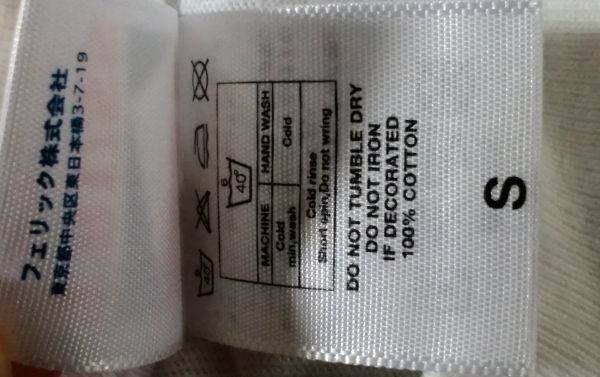 フェリック株式会社
東京都中央区東日本橋3-7-19
40°
6
40°
MACHINE HAND WASH
Cold Cold
min,wash
Cold rinse
Short spin,Do not wring
DO NOT TUMBLE DRY
DO NOT IRON
IF DECORATED
100% COTTON
S